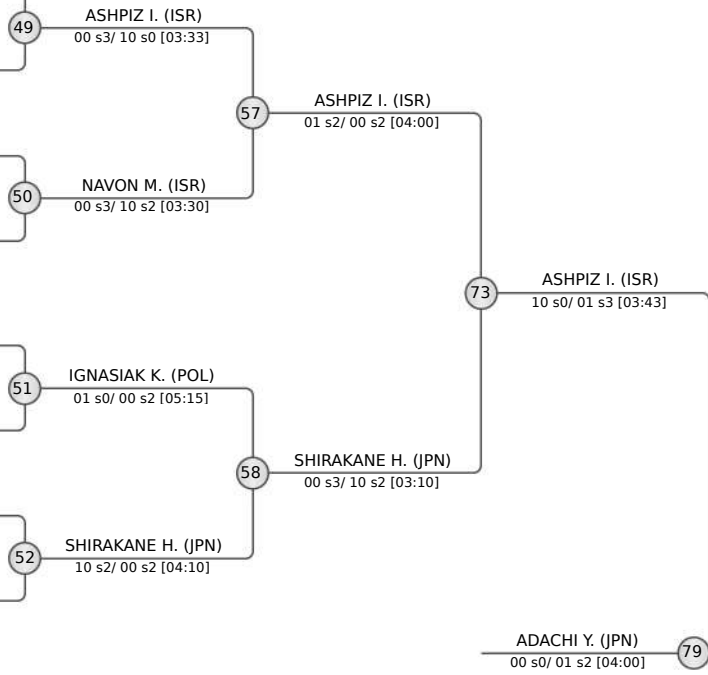 49
ASHPIZ I. (ISR)
00 s3/ 10 s0 [03:33]
57
ASHPIZ I. (ISR)
01 s2/ 00 s2 [04:00]
50
NAVON M. (ISR)
00 s3/ 10 s2 [03:30]
73
ASHPIZ I. (ISR)
10 s0/ 01 s3 [03:43]
51
IGNASIAK K. (POL)
01 s0/ 00 s2 [05:15]
58
SHIRAKANE H. (JPN)
00 s3/ 10 s2 [03:10]
52
SHIRAKANE H. (JPN)
10 s2/ 00 s2 [04:10]
ADACHI Y. (JPN)
00 s0/ 01 s2 [04:00]
79